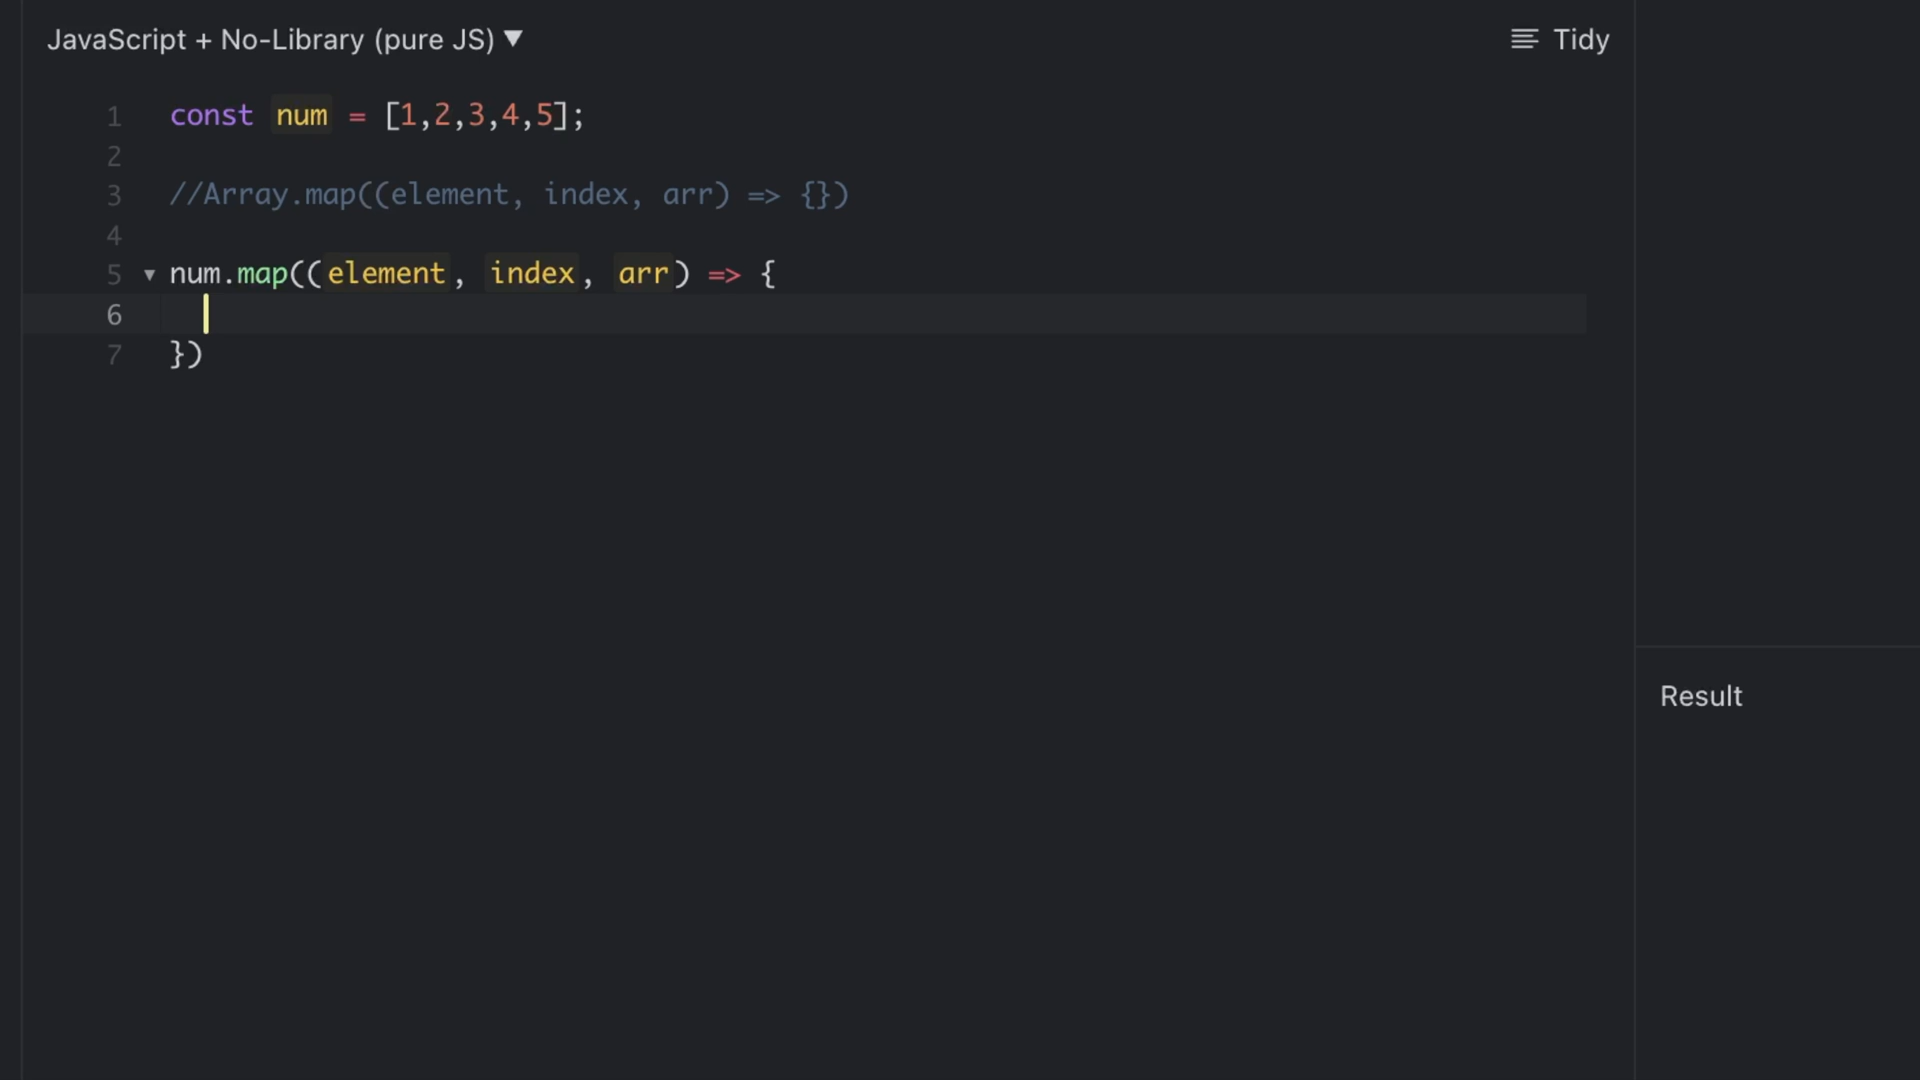 JavaScript + No-Library (pure JS) ▼
Tidy
1 const num = [1,2,3,4,5];
2
3 //Array.map((element, index, arr) => {})
4
5 ▼ num.map((element, index, arr) => {
6
7 })
Result